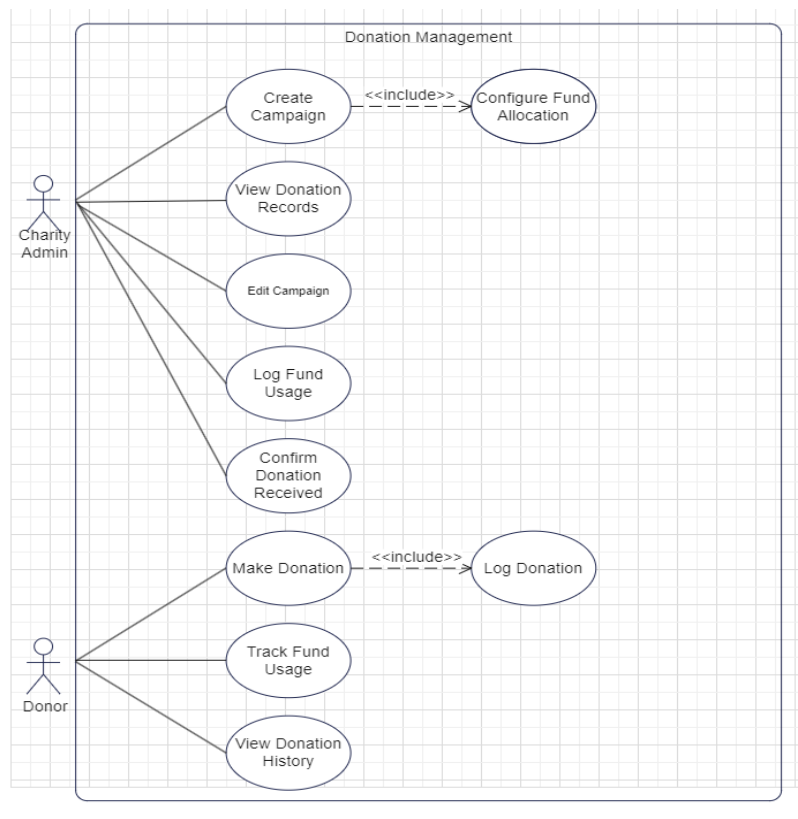 Donation Management
Create
Campaign
<<include>>
Configure Fund
Allocation
View Donation
Records
Charity
Admin
Edit Campaign
Log Fund
Usage
Confirm
Donation
Received
Make Donation
<<include>>
Log Donation
Track Fund
Usage
Donor
View Donation
History